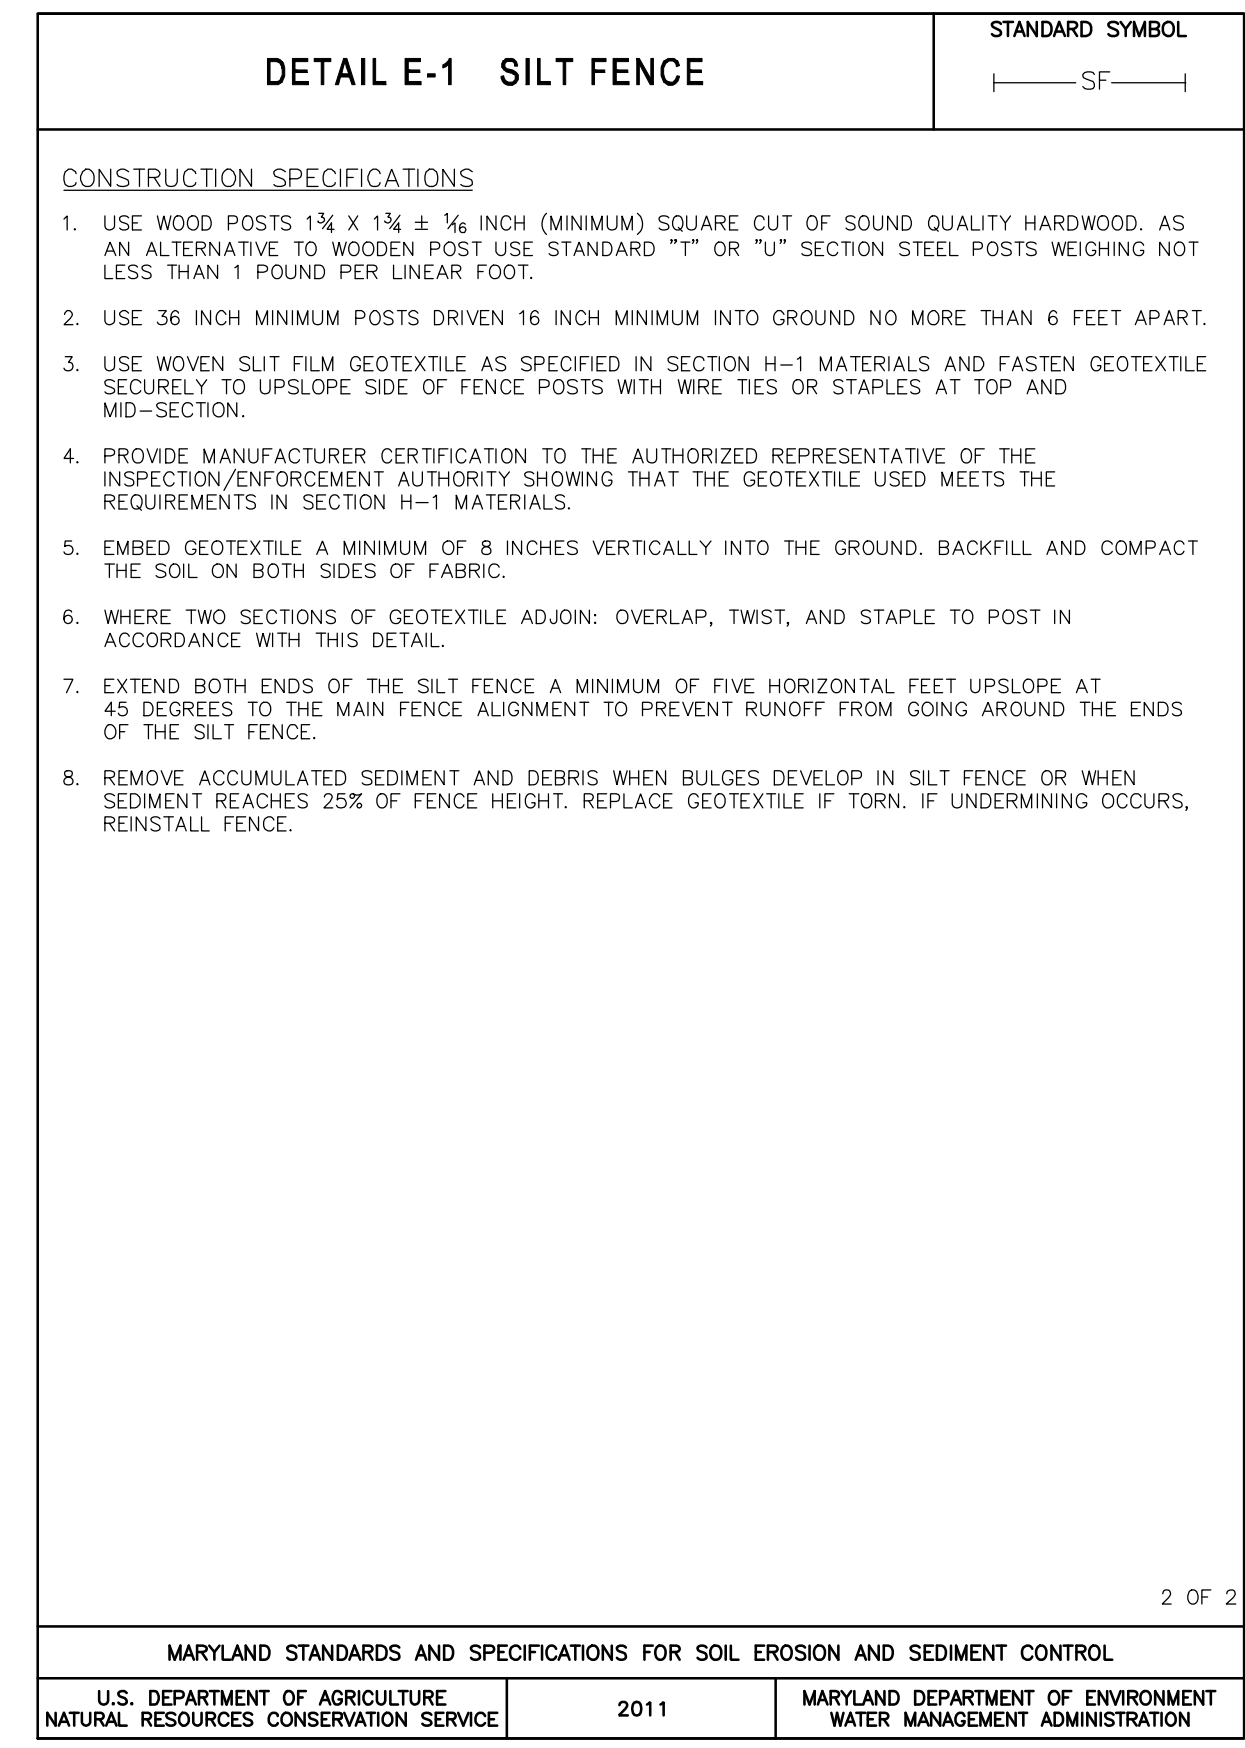 DETAIL E-1 SILT FENCE
STANDARD SYMBOL
SF
CONSTRUCTION SPECIFICATIONS
1. USE WOOD POSTS 1¾ X 1¾ ± 1⁄16 INCH (MINIMUM) SQUARE CUT OF SOUND QUALITY HARDWOOD. AS
AN ALTERNATIVE TO WOODEN POST USE STANDARD "T" OR "U" SECTION STEEL POSTS WEIGHING NOT
LESS THAN 1 POUND PER LINEAR FOOT.
2. USE 36 INCH MINIMUM POSTS DRIVEN 16 INCH MINIMUM INTO GROUND NO MORE THAN 6 FEET APART.
3. USE WOVEN SLIT FILM GEOTEXTILE AS SPECIFIED IN SECTION H-1 MATERIALS AND FASTEN GEOTEXTILE
SECURELY TO UPSLOPE SIDE OF FENCE POSTS WITH WIRE TIES OR STAPLES AT TOP AND
MID-SECTION.
4. PROVIDE MANUFACTURER CERTIFICATION TO THE AUTHORIZED REPRESENTATIVE OF THE
INSPECTION/ENFORCEMENT AUTHORITY SHOWING THAT THE GEOTEXTILE USED MEETS THE
REQUIREMENTS IN SECTION H-1 MATERIALS.
5. EMBED GEOTEXTILE A MINIMUM OF 8 INCHES VERTICALLY INTO THE GROUND. BACKFILL AND COMPACT
THE SOIL ON BOTH SIDES OF FABRIC.
6. WHERE TWO SECTIONS OF GEOTEXTILE ADJOIN: OVERLAP, TWIST, AND STAPLE TO POST IN
ACCORDANCE WITH THIS DETAIL.
7. EXTEND BOTH ENDS OF THE SILT FENCE A MINIMUM OF FIVE HORIZONTAL FEET UPSLOPE AT
45 DEGREES TO THE MAIN FENCE ALIGNMENT TO PREVENT RUNOFF FROM GOING AROUND THE ENDS
OF THE SILT FENCE.
8. REMOVE ACCUMULATED SEDIMENT AND DEBRIS WHEN BULGES DEVELOP IN SILT FENCE OR WHEN
SEDIMENT REACHES 25% OF FENCE HEIGHT. REPLACE GEOTEXTILE IF TORN. IF UNDERMINING OCCURS,
REINSTALL FENCE.
2 OF 2
MARYLAND STANDARDS AND SPECIFICATIONS FOR SOIL EROSION AND SEDIMENT CONTROL
U.S. DEPARTMENT OF AGRICULTURE
NATURAL RESOURCES CONSERVATION SERVICE
2011
MARYLAND DEPARTMENT OF ENVIRONMENT
WATER MANAGEMENT ADMINISTRATION